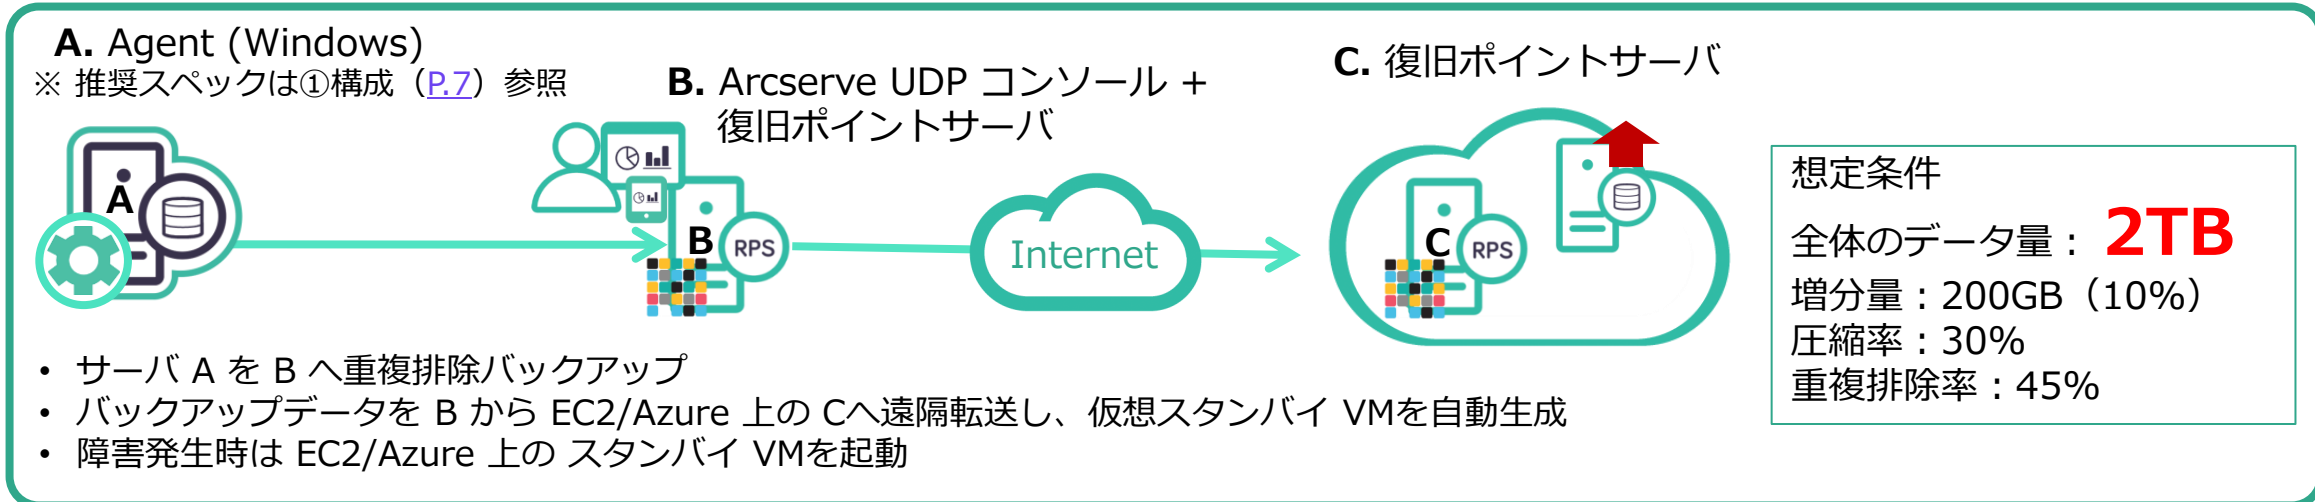 A. Agent (Windows)
※ 推奨スペックは①構成（P.7）参照
B. Arcserve UDP コンソール +
復旧ポイントサーバ
C. 復旧ポイントサーバ
A
B
RPS
Internet
C
RPS
想定条件
全体のデータ量： 2TB
増分量：200GB（10%）
圧縮率：30%
重複排除率：45%
• サーバ A を B へ重複排除バックアップ
• バックアップデータを B から EC2/Azure 上の Cへ遠隔転送し、仮想スタンバイ VMを自動生成
• 障害発生時は EC2/Azure 上の スタンバイ VMを起動